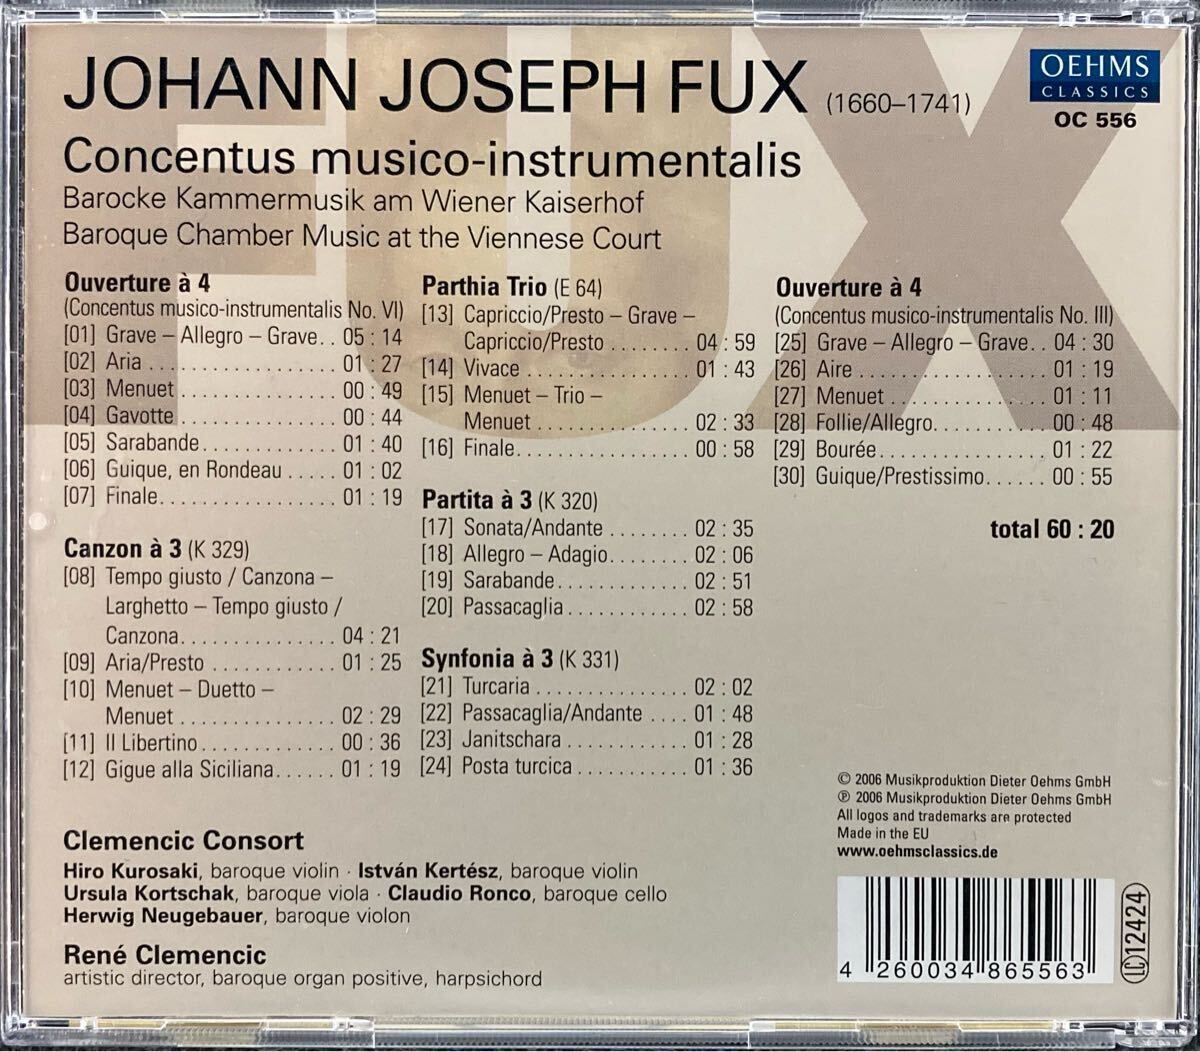 JOHANN JOSEPH FUX (1660–1741)
OEHMS
CLASSICS
OC 556
Concentus musico-instrumentalis
Barocke Kammermusik am Wiener Kaiserhof
Baroque Chamber Music at the Viennese Court
Ouverture à 4
(Concentus musico-instrumentalis No. VI)
[01] Grave – Allegro – Grave.. 05 : 14
[02] Aria .................. 01 : 27
[03] Menuet ............... 00 : 49
[04] Gavotte ............... 00 : 44
[05] Sarabande............. 01 : 40
[06] Guique, en Rondeau ..... 01 : 02
[07] Finale................. 01 : 19
Canzon à 3 (K 329)
[08] Tempo giusto / Canzona –
Larghetto – Tempo giusto /
Canzona............... 04 : 21
[09] Aria/Presto ............ 01 : 25
[10] Menuet – Duetto –
Menuet ............... 02 : 29
[11] Il Libertino............. 00 : 36
[12] Gigue alla Siciliana...... 01 : 19
Parthia Trio (E 64)
[13] Capriccio/Presto – Grave –
Capriccio/Presto ........ 04 : 59
[14] Vivace ................ 01 : 43
[15] Menuet – Trio –
Menuet ............... 02 : 33
[16] Finale................. 00 : 58
Partita à 3 (K 320)
[17] Sonata/Andante ........ 02 : 35
[18] Allegro – Adagio........ 02 : 06
[19] Sarabande............. 02 : 51
[20] Passacaglia ............ 02 : 58
Synfonia à 3 (K 331)
[21] Turcaria ............... 02 : 02
[22] Passacaglia/Andante .... 01 : 48
[23] Janitschara ............ 01 : 28
[24] Posta turcica ........... 01 : 36
Ouverture à 4
(Concentus musico-instrumentalis No. III)
[25] Grave – Allegro – Grave.. 04 : 30
[26] Aire .................. 01 : 19
[27] Menuet ............... 01 : 11
[28] Follie/Allegro........... 00 : 48
[29] Bourée................ 01 : 22
[30] Guique/Prestissimo...... 00 : 55
total 60 : 20
Clemencic Consort
Hiro Kurosaki, baroque violin · István Kertész, baroque violin
Ursula Kortschak, baroque viola · Claudio Ronco, baroque cello
Herwig Neugebauer, baroque violon
René Clemencic
artistic director, baroque organ positive, harpsichord
© 2006 Musikproduktion Dieter Oehms GmbH
℗ 2006 Musikproduktion Dieter Oehms GmbH
All logos and trademarks are protected
Made in the EU
www.oehmsclassics.de
4 260034 865563
LC 12424
FUX